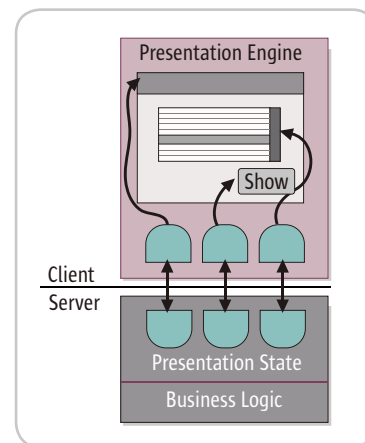 Presentation Engine
Show
Client
Server
Presentation State
Business Logic